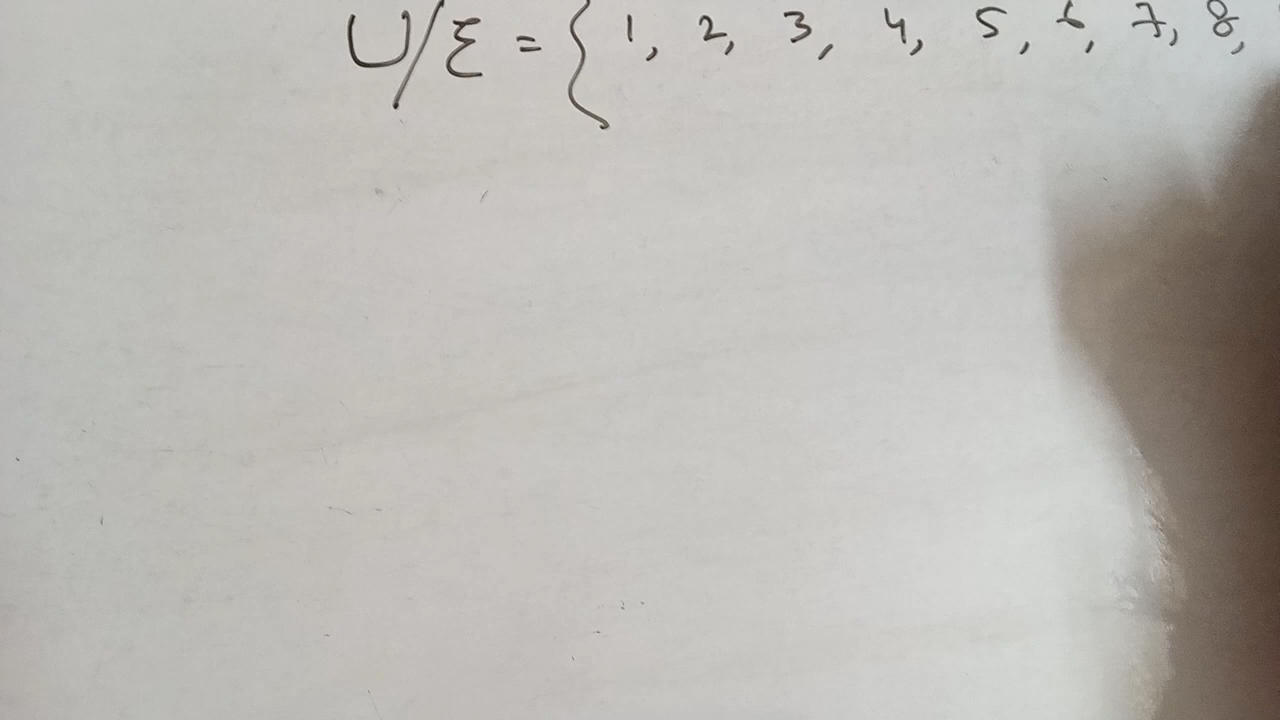 U/ξ = { 1, 2, 3, 4, 5, 6, 7, 8,